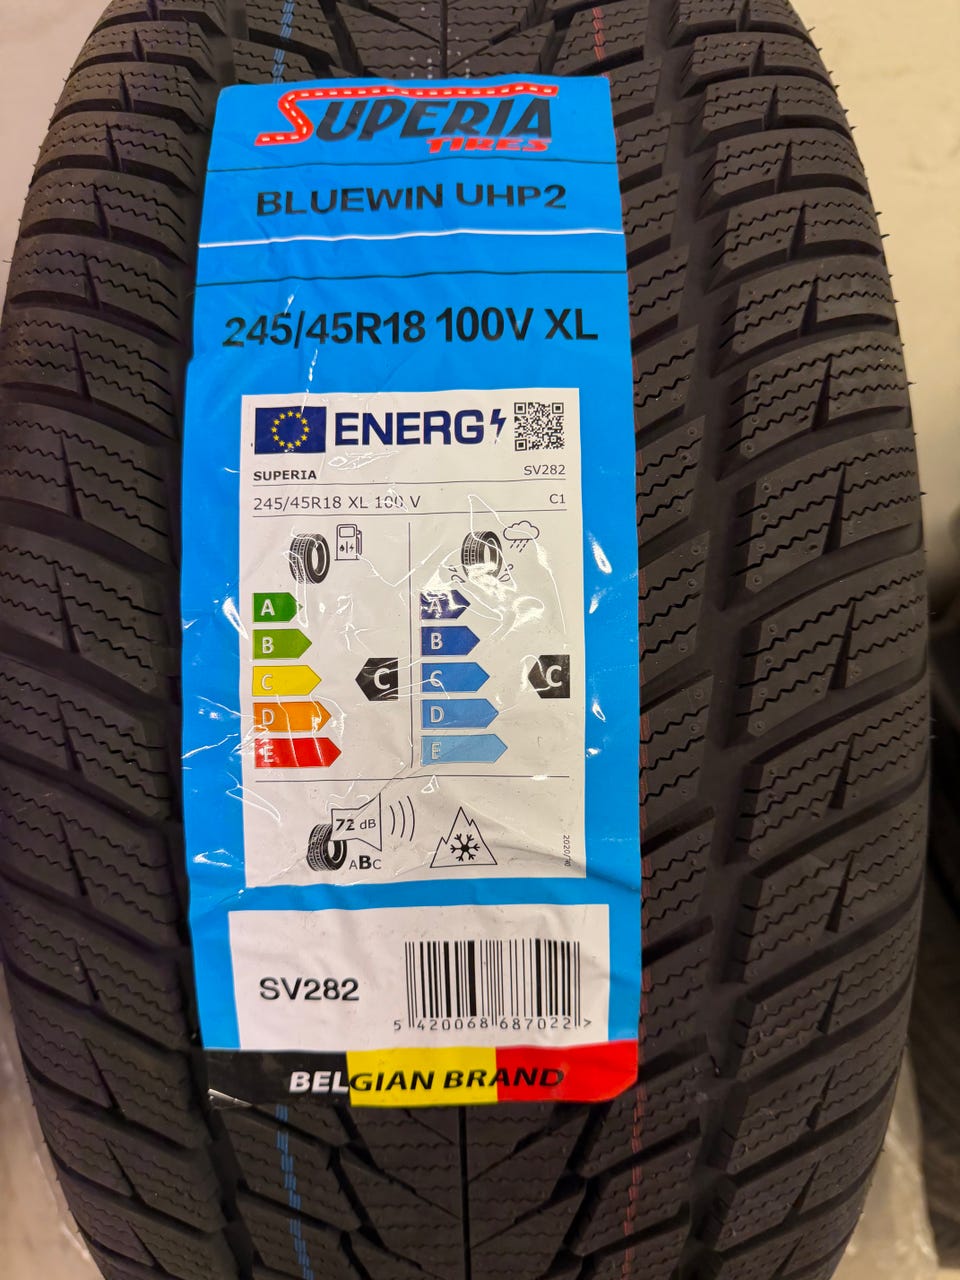 SUPERIA
TIRES
BLUEWIN UHP2
245/45R18 100V XL
ENERG
SUPERIA SV282
245/45R18 XL 100 V C1
A A
B B
C C C C
D D
E E
72 dB
ABC
2020/740
SV282
5 420068 687022 >
BELGIAN BRAND